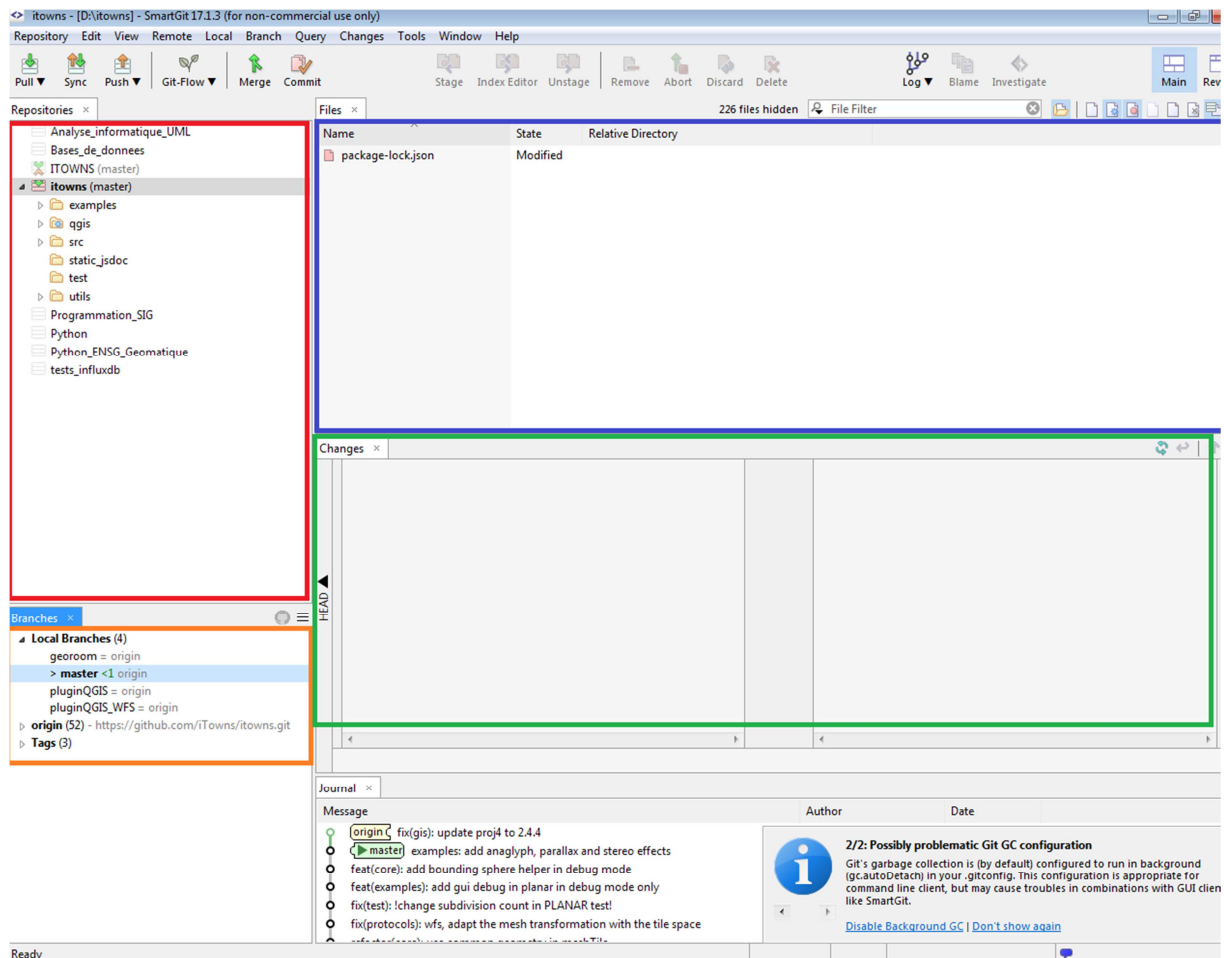 itowns - [D:\itowns] - SmartGit 17.1.3 (for non-commercial use only)
Repository Edit View Remote Local Branch Query Changes Tools Window Help
Pull ▼ Sync Push ▼ Git-Flow ▼ Merge Commit Stage Index Editor Unstage Remove Abort Discard Delete Log ▼ Blame Investigate Main Rev
Repositories ×
Files ×
226 files hidden
File Filter
Analyse_informatique_UML
Bases_de_donnees
ITOWNS (master)
itowns (master)
examples
qgis
src
static_jsdoc
test
utils
Programmation_SIG
Python
Python_ENSG_Geomatique
tests_influxdb
Name State Relative Directory
package-lock.json Modified
Changes ×
HEAD
Branches ×
Local Branches (4)
georoom = origin
> master <1 origin
pluginQGIS = origin
pluginQGIS_WFS = origin
origin (52) - https://github.com/iTowns/itowns.git
Tags (3)
Journal ×
Message Author Date
origin fix(gis): update proj4 to 2.4.4
master examples: add anaglyph, parallax and stereo effects
feat(core): add bounding sphere helper in debug mode
feat(examples): add gui debug in planar in debug mode only
fix(test): !change subdivision count in PLANAR test!
fix(protocols): wfs, adapt the mesh transformation with the tile space
refactor(core): use common geometry in meshTile
2/2: Possibly problematic Git GC configuration
Git's garbage collection is (by default) configured to run in background
(gc.autoDetach) in your .gitconfig. This configuration is appropriate for
command line client, but may cause troubles in combinations with GUI clien
like SmartGit.
Disable Background GC | Don't show again
Ready